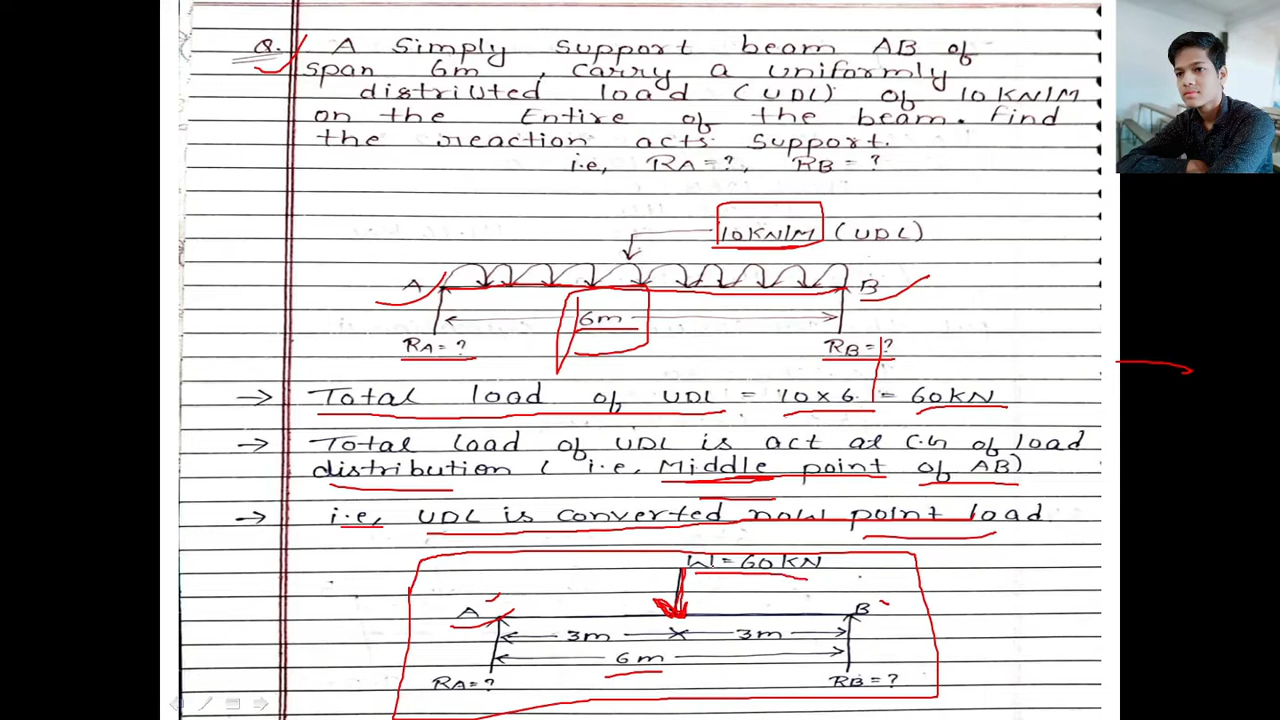 Q. A simply support beam AB of
span 6m, carry a uniformly
distriuted load (UDL) of 10KN/M
on the Entire of the beam. Find
the reaction acts support.
i.e, RA=?, RB=?
10KN/M (UDL)
A B
6m
RA=? RB=?
→ Total load of UDL = 10×6 = 60KN
→ Total Load of UDL is act at C.G of load
distribution ( i.e, Middle point of AB)
→ i.e, UDL is converted now point load
W=60KN
A B
3m 3m
6m
RA=? RB=?